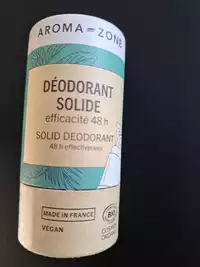 AROMA-ZONE
DÉODORANT
SOLIDE
efficacité 48 h
SOLID DEODORANT
48 h effectiveness
MADE IN FRANCE
VEGAN
BIO